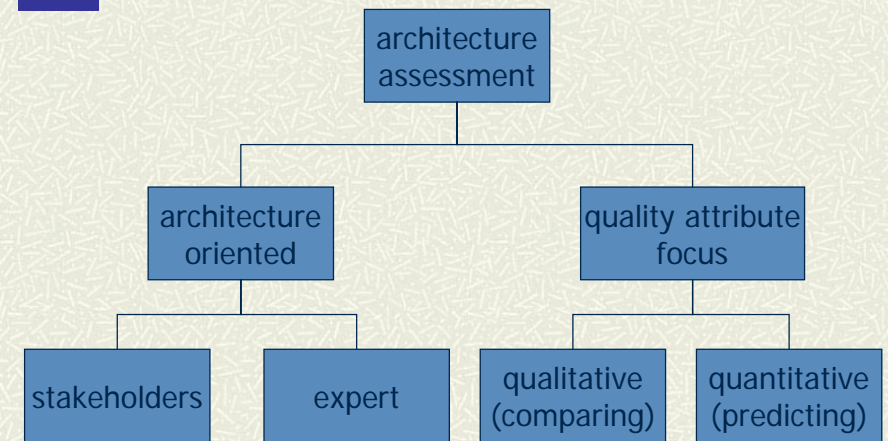 architecture
assessment
architecture
oriented
quality attribute
focus
stakeholders
expert
qualitative
(comparing)
quantitative
(predicting)